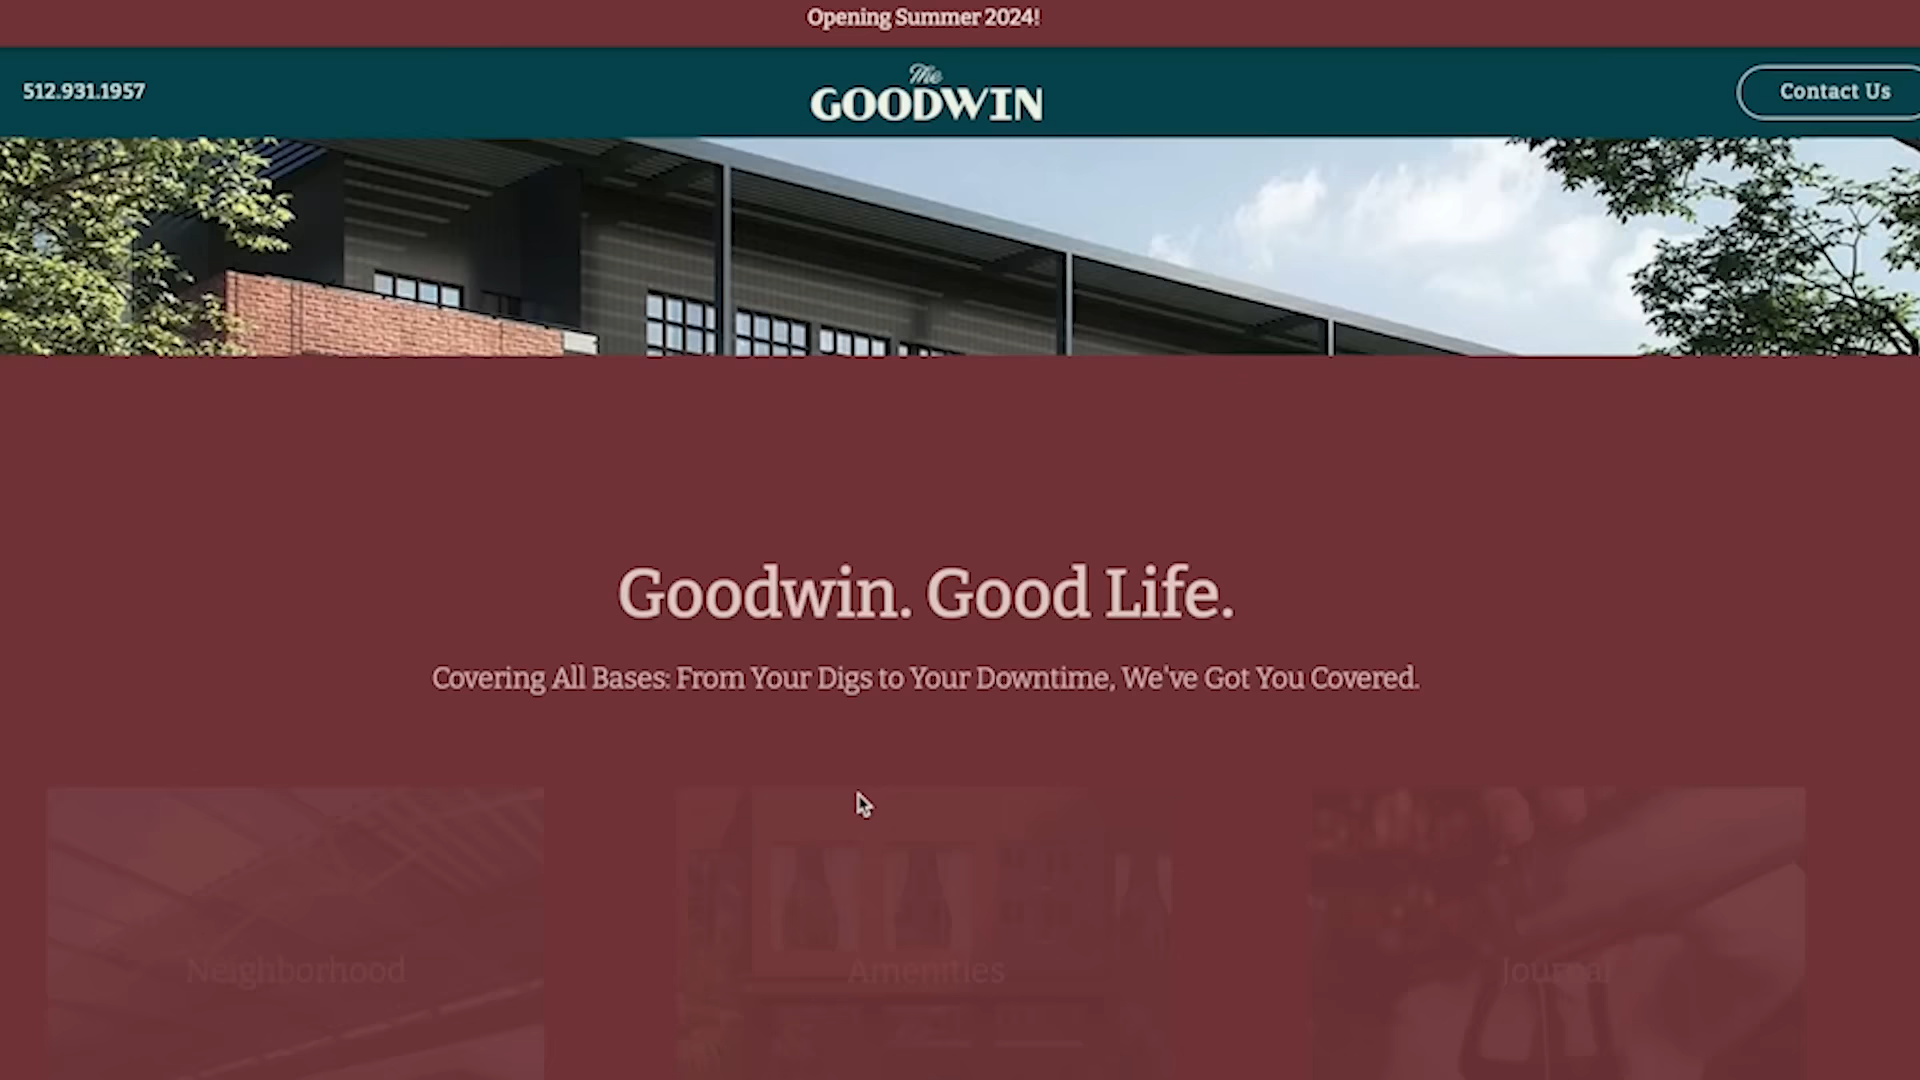 Opening Summer 2024!
512.931.1957
The
GOODWIN
Contact Us
Goodwin. Good Life.
Covering All Bases: From Your Digs to Your Downtime, We've Got You Covered.
Neighborhood
Amenities
Journal